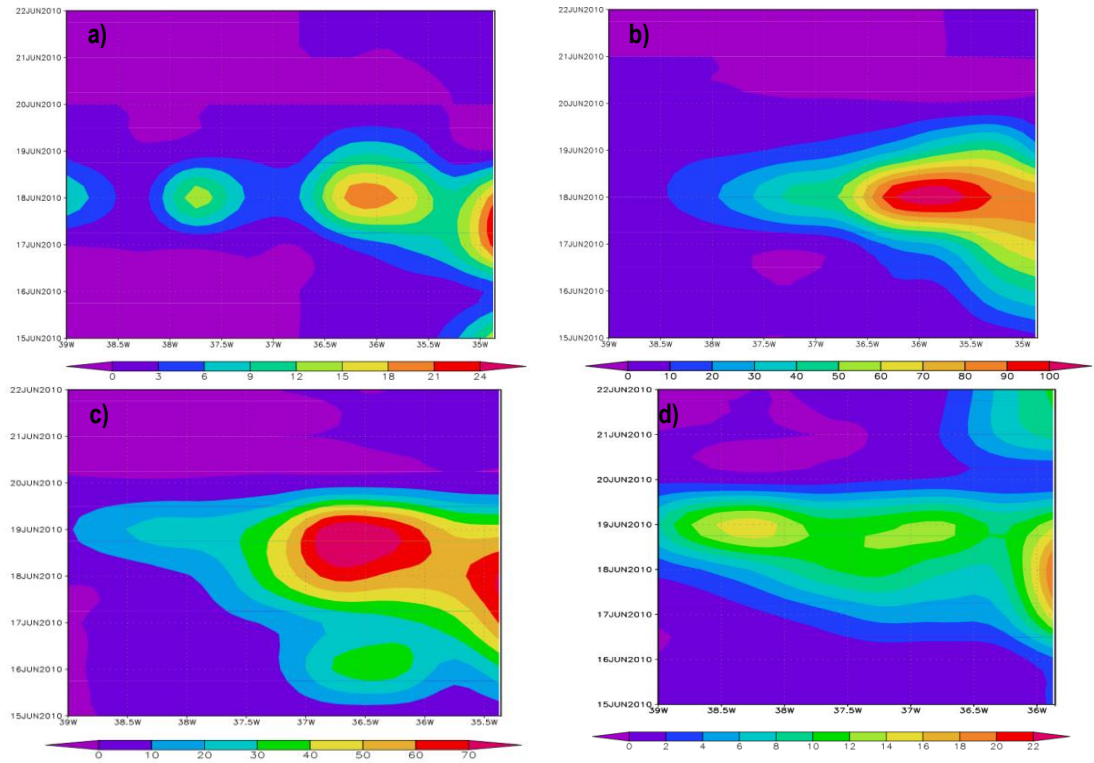 a)
22JUN2010
21JUN2010
20JUN2010
19JUN2010
18JUN2010
17JUN2010
16JUN2010
15JUN2010
39W 38.5W 38W 37.5W 37W 36.5W 36W 35.5W 35W
0 3 6 9 12 15 18 21 24
b)
22JUN2010
21JUN2010
20JUN2010
19JUN2010
18JUN2010
17JUN2010
16JUN2010
15JUN2010
39W 38.5W 38W 37.5W 37W 36.5W 36W 35.5W 35W
0 10 20 30 40 50 60 70 80 90 100
c)
22JUN2010
21JUN2010
20JUN2010
19JUN2010
18JUN2010
17JUN2010
16JUN2010
15JUN2010
39W 38.5W 38W 37.5W 37W 36.5W 36W 35.5W
0 10 20 30 40 50 60 70
d)
22JUN2010
21JUN2010
20JUN2010
19JUN2010
18JUN2010
17JUN2010
16JUN2010
15JUN2010
39W 38.5W 38W 37.5W 37W 36.5W 36W
0 2 4 6 8 10 12 14 16 18 20 22